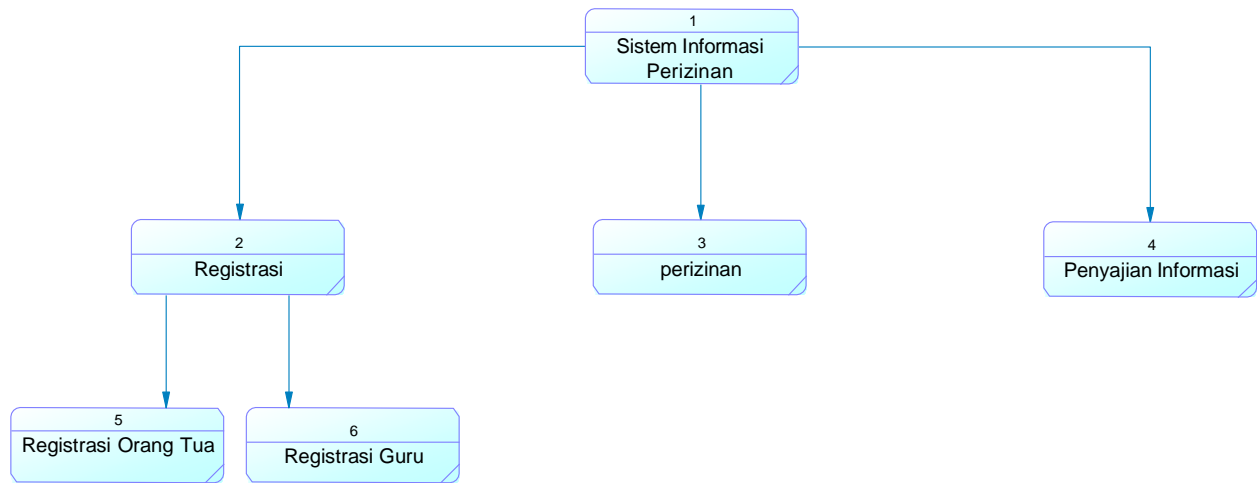 1
Sistem Informasi
Perizinan
2
Registrasi
3
perizinan
4
Penyajian Informasi
5
Registrasi Orang Tua
6
Registrasi Guru